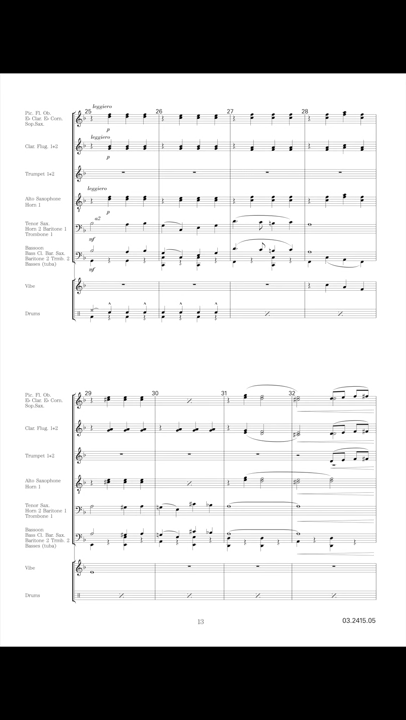 leggiero
25 26 27 28
Pic. Fl. Ob.
Eb Clar. Eb Corn.
Sop.Sax.
p
leggiero
Clar. Flug. 1+2
p
Trumpet 1+2
leggiero
Alto Saxophone
Horn 1
p
a2
Tenor Sax.
Horn 2 Baritone 1
Trombone 1
mf
Bassoon
Bass Cl. Bar. Sax.
Baritone 2 Tromb. 2
Basses (tuba)
mf
Vibe
Drums
29 30 31 32
Pic. Fl. Ob.
Eb Clar. Eb Corn.
Sop.Sax.
Clar. Flug. 1+2
Trumpet 1+2
Alto Saxophone
Horn 1
Tenor Sax.
Horn 2 Baritone 1
Trombone 1
Bassoon
Bass Cl. Bar. Sax.
Baritone 2 Tromb. 2
Basses (tuba)
Vibe
Drums
03.2415.05